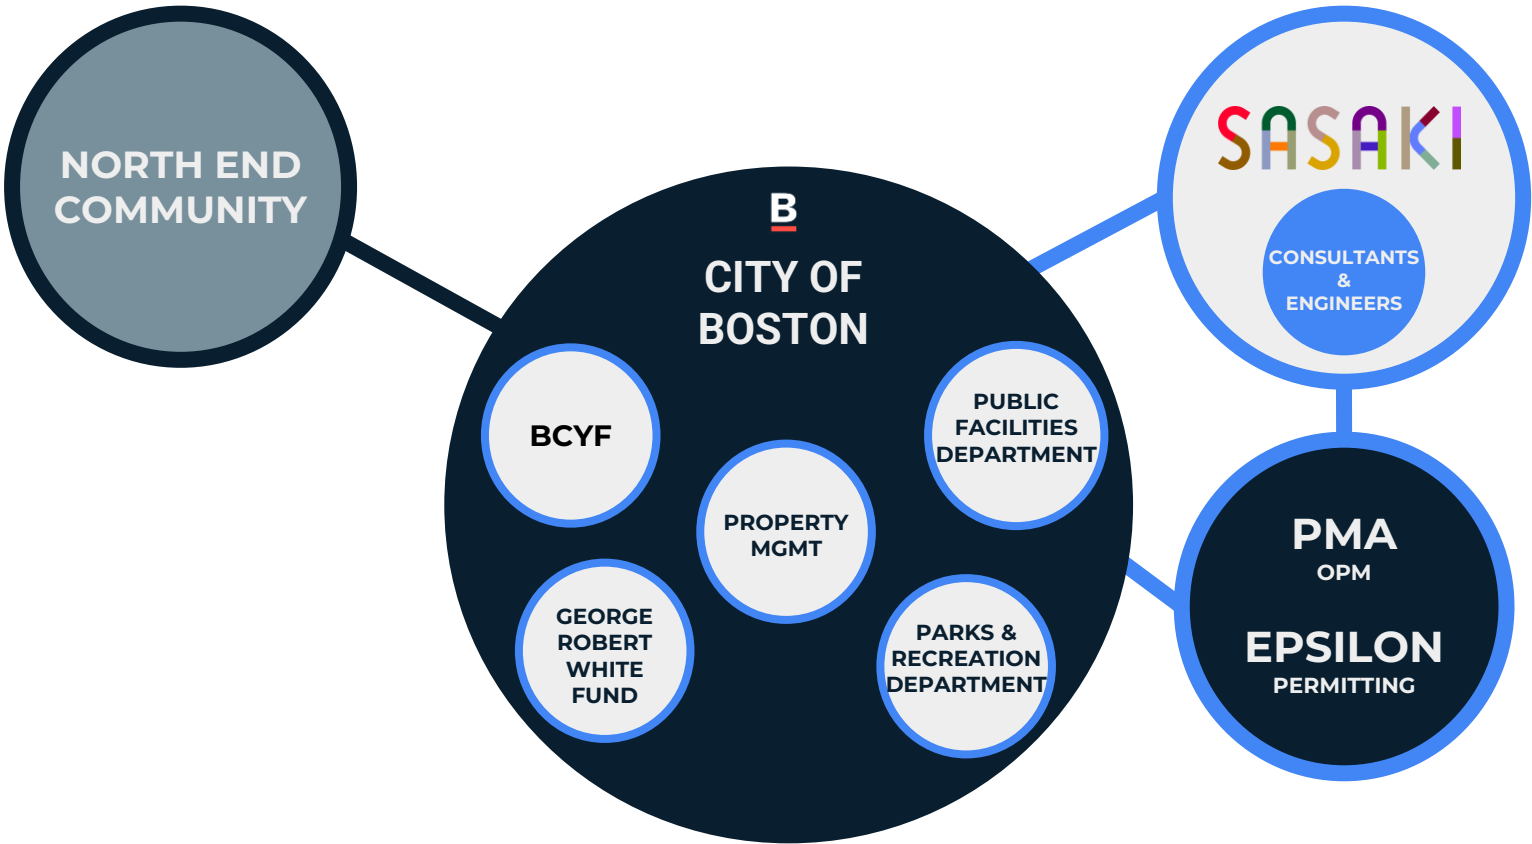 NORTH END
COMMUNITY
B
CITY OF
BOSTON
BCYF
PROPERTY
MGMT
PUBLIC
FACILITIES
DEPARTMENT
GEORGE
ROBERT
WHITE
FUND
PARKS &
RECREATION
DEPARTMENT
SASAKI
CONSULTANTS
&
ENGINEERS
PMA
OPM
EPSILON
PERMITTING